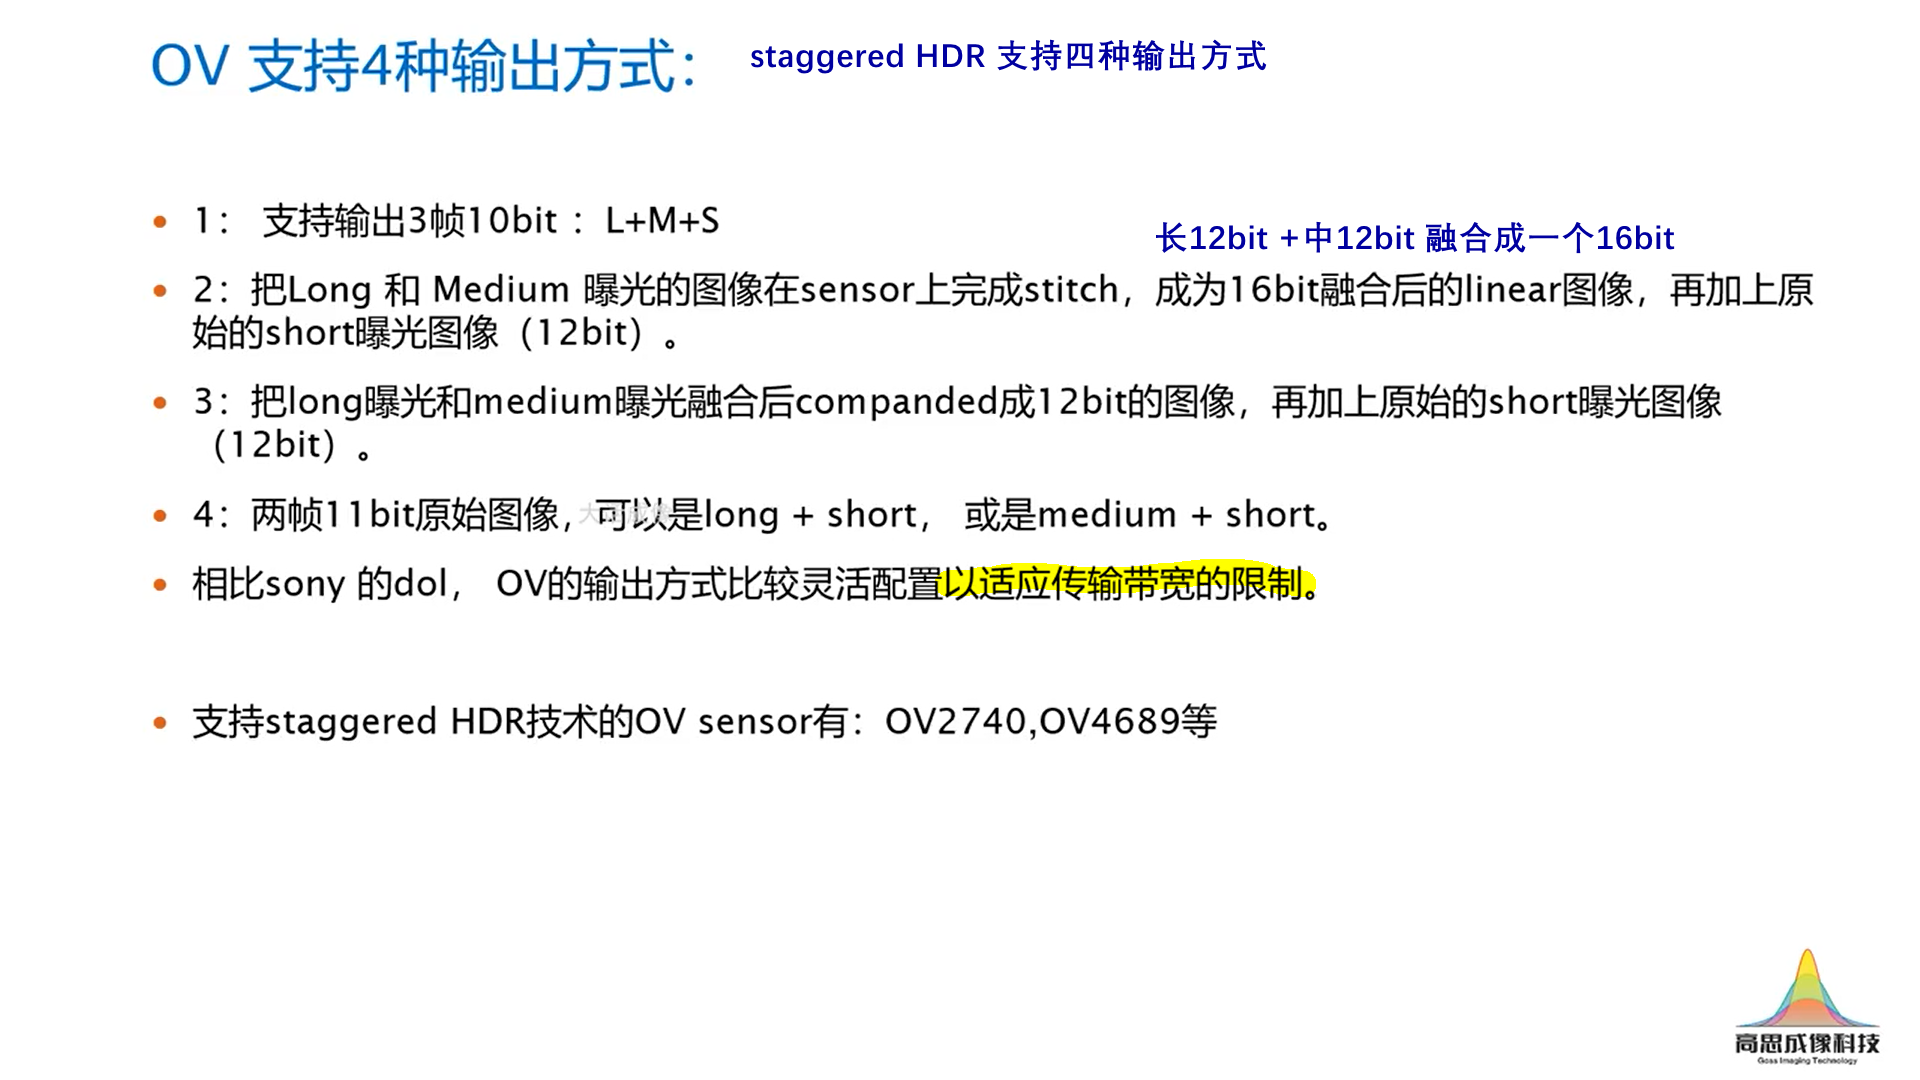 OV 支持4种输出方式：
staggered HDR 支持四种输出方式
• 1： 支持输出3帧10bit ：L+M+S
长12bit +中12bit 融合成一个16bit
• 2：把Long 和 Medium 曝光的图像在sensor上完成stitch，成为16bit融合后的linear图像，再加上原
始的short曝光图像（12bit）。
• 3：把long曝光和medium曝光融合后companded成12bit的图像，再加上原始的short曝光图像
（12bit）。
• 4：两帧11bit原始图像，可以是long + short， 或是medium + short。
• 相比sony 的dol， OV的输出方式比较灵活配置以适应传输带宽的限制。
• 支持staggered HDR技术的OV sensor有：OV2740,OV4689等
高思成像科技
Goss Imaging Technology